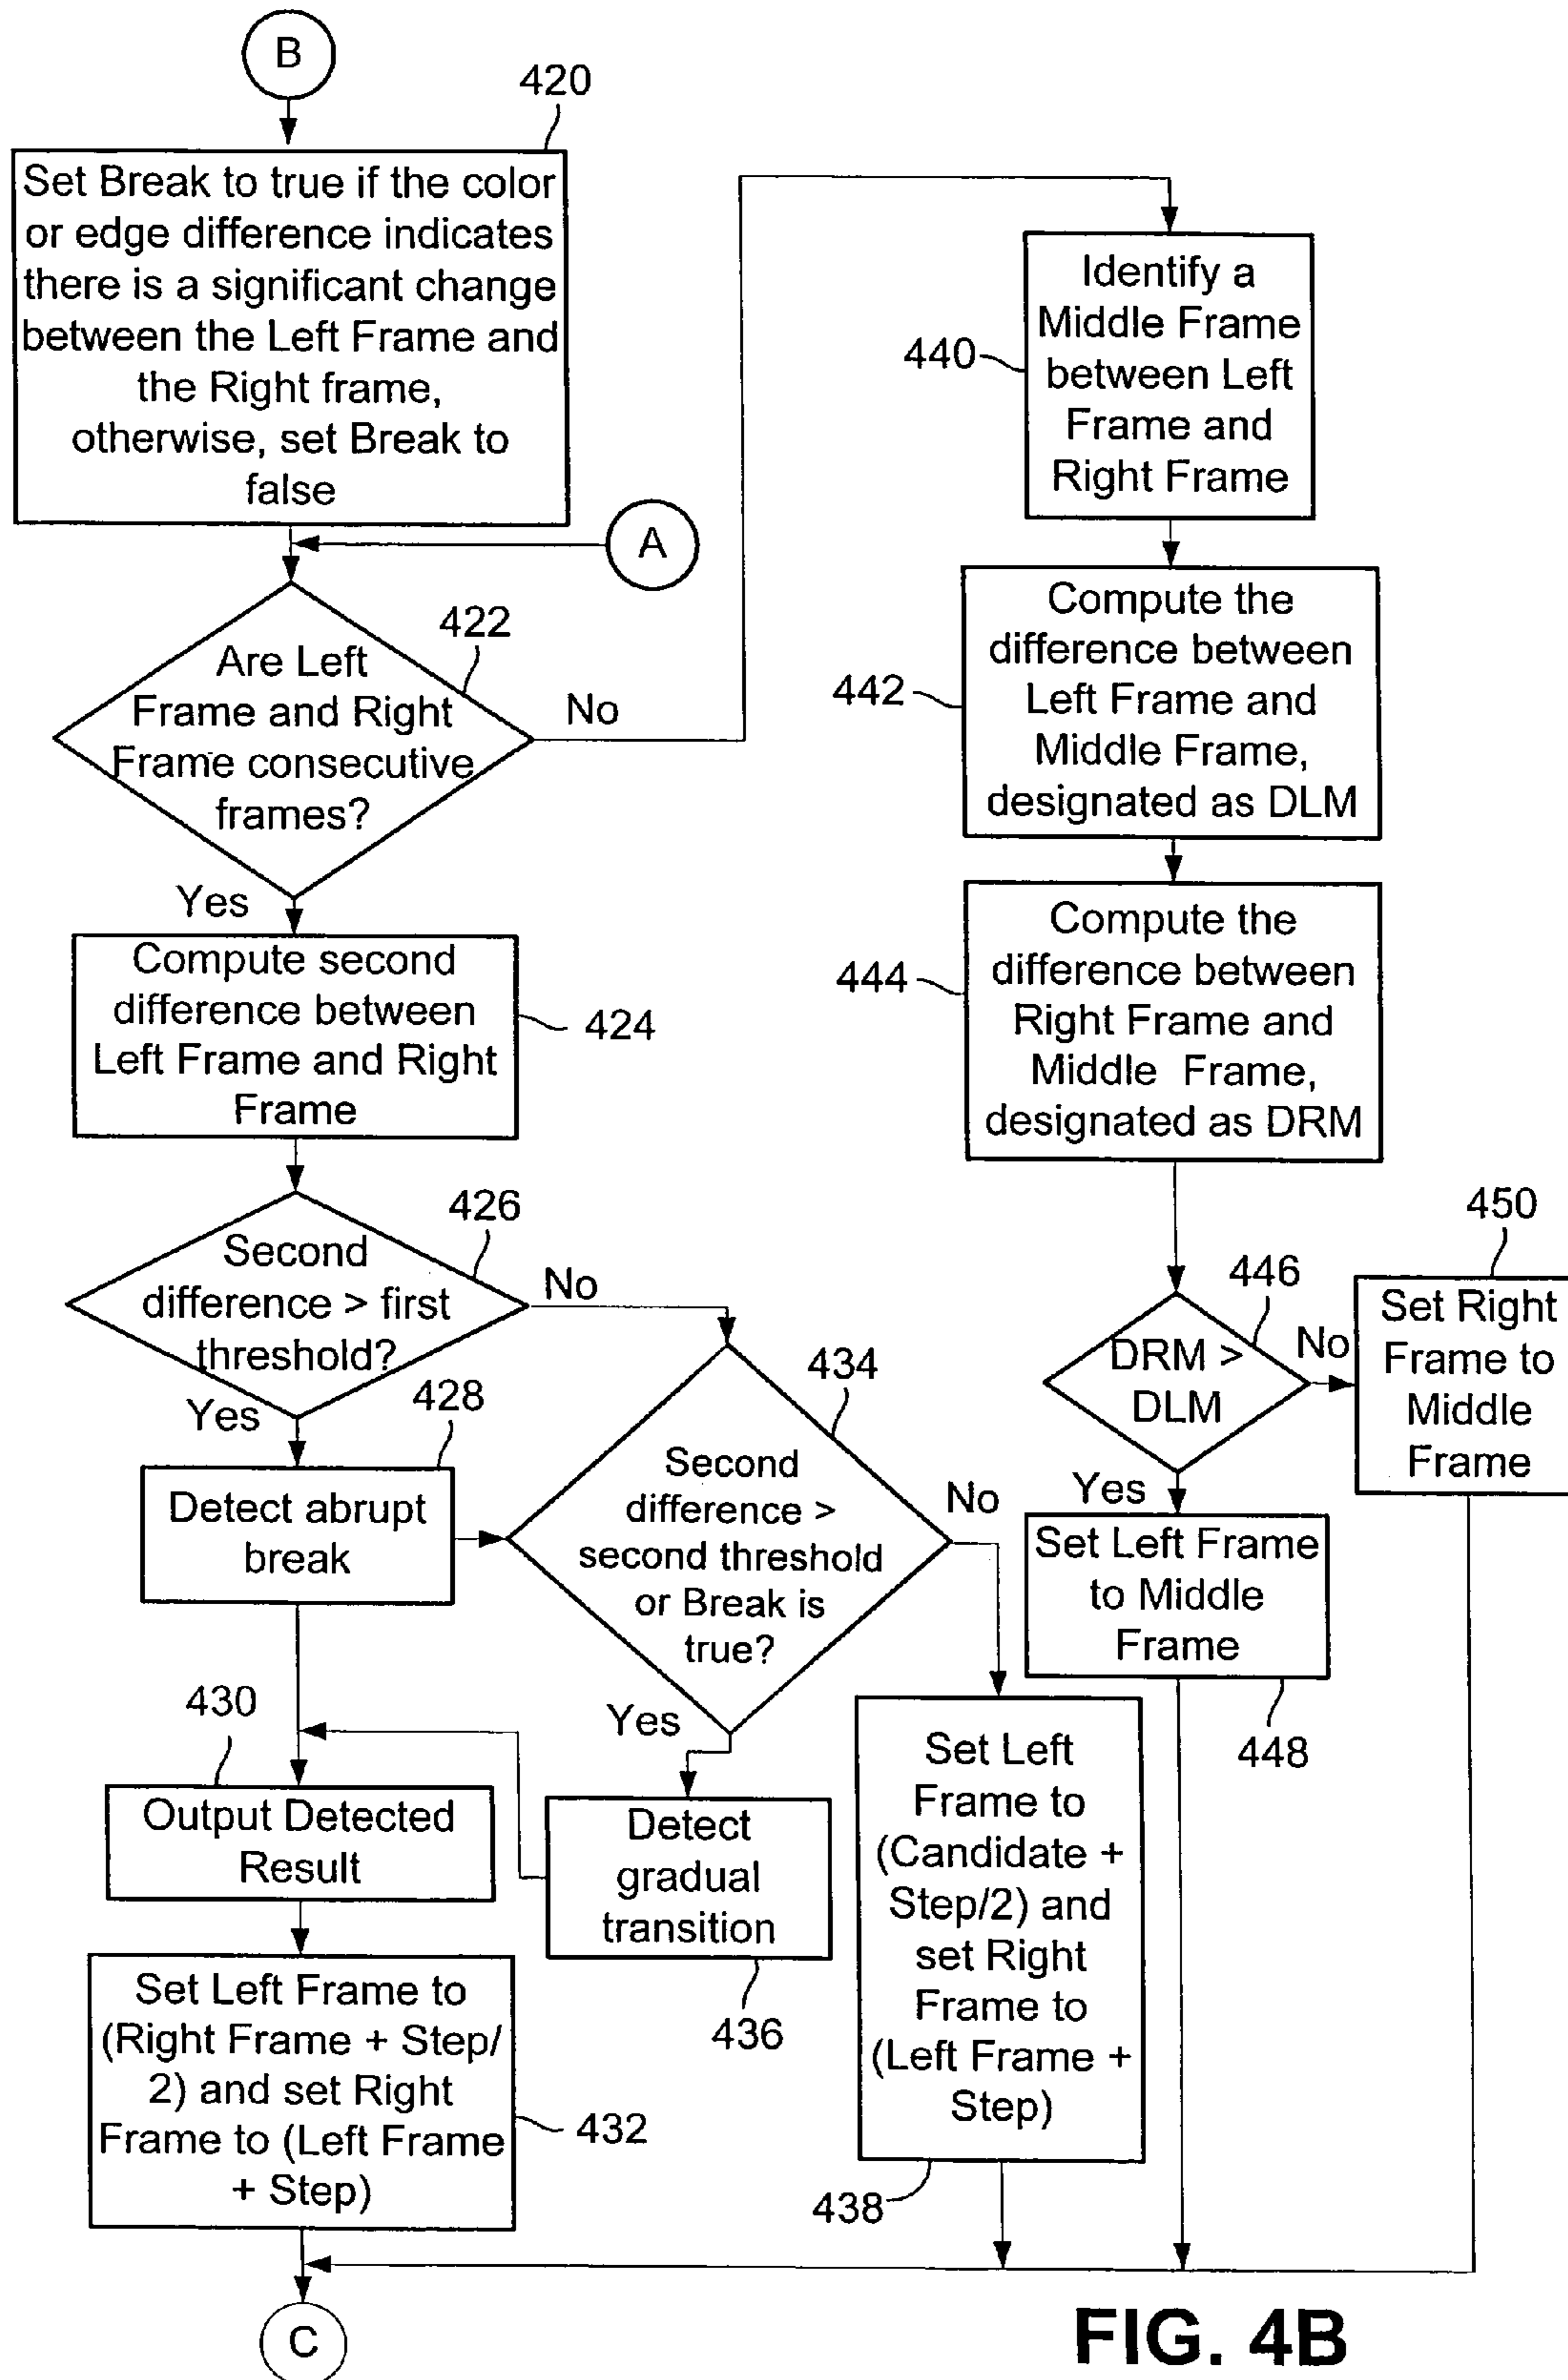 B
420
Set Break to true if the color
or edge difference indicates
there is a significant change
between the Left Frame and
the Right frame,
otherwise, set Break to
false
A
422
Are Left
Frame and Right
Frame consecutive
frames?
No
Yes
Compute second
difference between
Left Frame and Right
Frame
424
426
Second
difference > first
threshold?
No
Yes
428
Detect abrupt
break
434
Second
difference >
second threshold
or Break is
true?
No
Yes
430
Output Detected
Result
Detect
gradual
transition
436
Set Left Frame to
(Right Frame + Step/
2) and set Right
Frame to (Left Frame
+ Step)
432
Set Left
Frame to
(Candidate +
Step/2) and
set Right
Frame to
(Left Frame +
Step)
438
Identify a
Middle Frame
between Left
Frame and
Right Frame
440
Compute the
difference between
Left Frame and
Middle Frame,
designated as DLM
442
Compute the
difference between
Right Frame and
Middle Frame,
designated as DRM
444
446
DRM >
DLM
No
Yes
450
Set Right
Frame to
Middle
Frame
Set Left Frame
to Middle
Frame
448
C
FIG. 4B